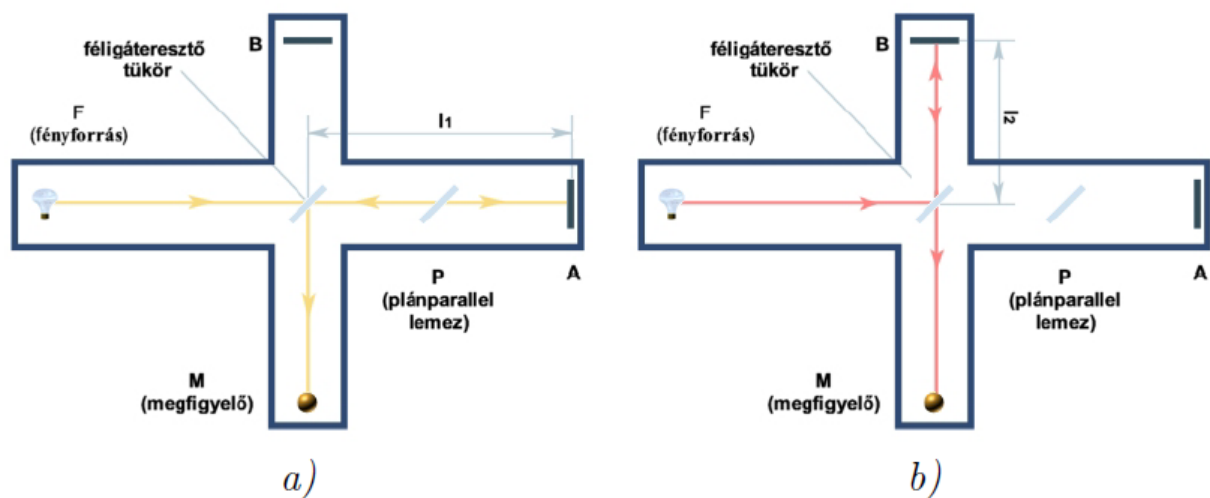 B
féligáteresztő
tükör
F
(fényforrás)
l1
A
P
(plánparallel
lemez)
M
(megfigyelő)
a)
B
féligáteresztő
tükör
F
(fényforrás)
l2
A
P
(plánparallel
lemez)
M
(megfigyelő)
b)